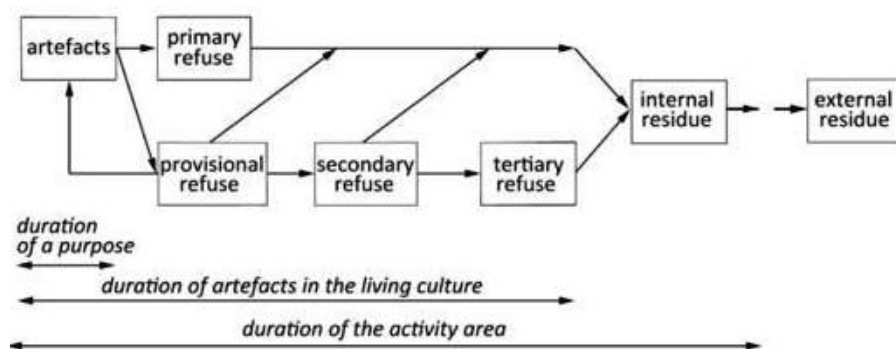 artefacts
primary
refuse
provisional
refuse
secondary
refuse
tertiary
refuse
internal
residue
external
residue
duration
of a purpose
duration of artefacts in the living culture
duration of the activity area